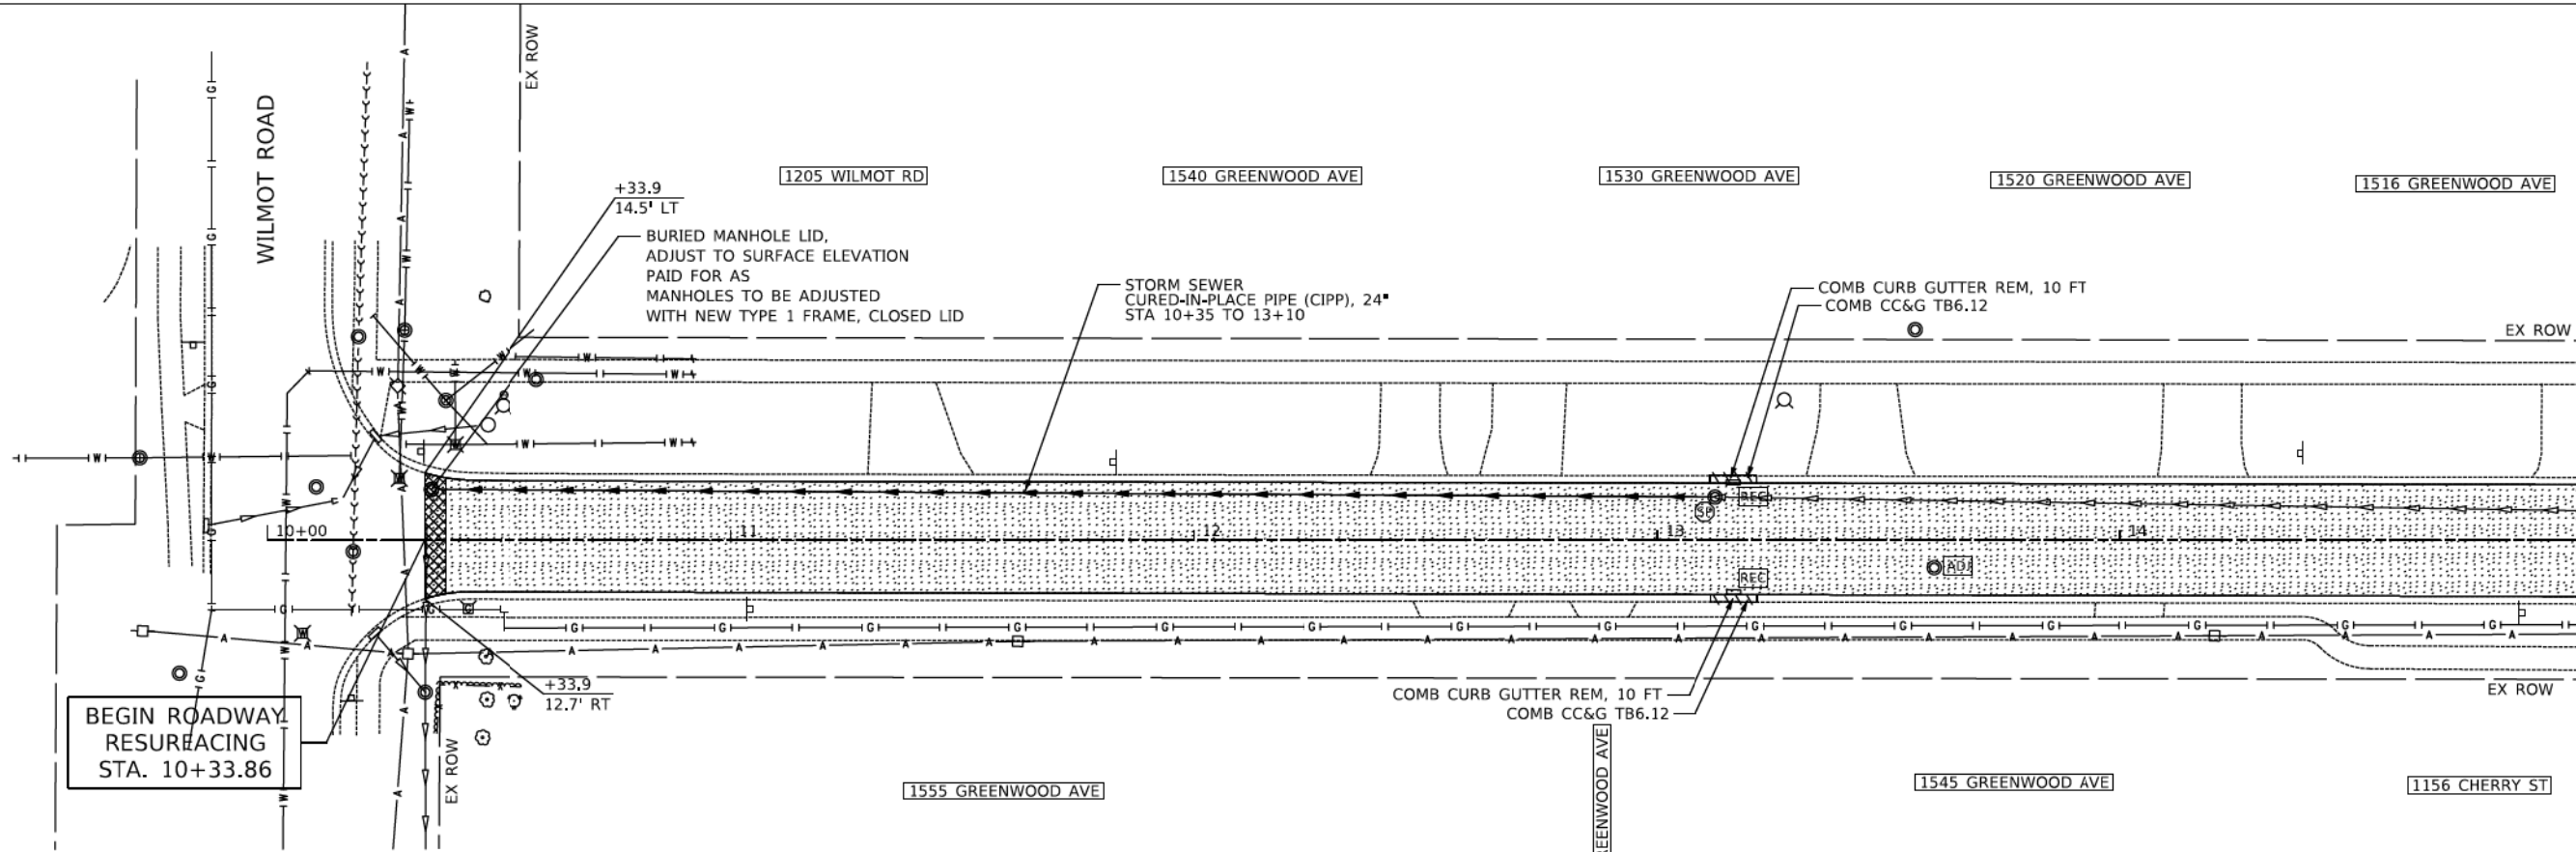 EX ROW
WILMOT ROAD
1205 WILMOT RD
1540 GREENWOOD AVE
1530 GREENWOOD AVE
1520 GREENWOOD AVE
1516 GREENWOOD AVE
+33.9
14.5' LT
BURIED MANHOLE LID,
ADJUST TO SURFACE ELEVATION
PAID FOR AS
MANHOLES TO BE ADJUSTED
WITH NEW TYPE 1 FRAME, CLOSED LID
STORM SEWER
CURED-IN-PLACE PIPE (CIPP), 24"
STA 10+35 TO 13+10
COMB CURB GUTTER REM, 10 FT
COMB CC&G TB6.12
EX ROW
REC
SP
10+00
11
12
13
14
REC
ADJ
+33.9
12.7' RT
BEGIN ROADWAY
RESURFACING
STA. 10+33.86
EX ROW
COMB CURB GUTTER REM, 10 FT
COMB CC&G TB6.12
EX ROW
1555 GREENWOOD AVE
EENWOOD AVE
1545 GREENWOOD AVE
1156 CHERRY ST